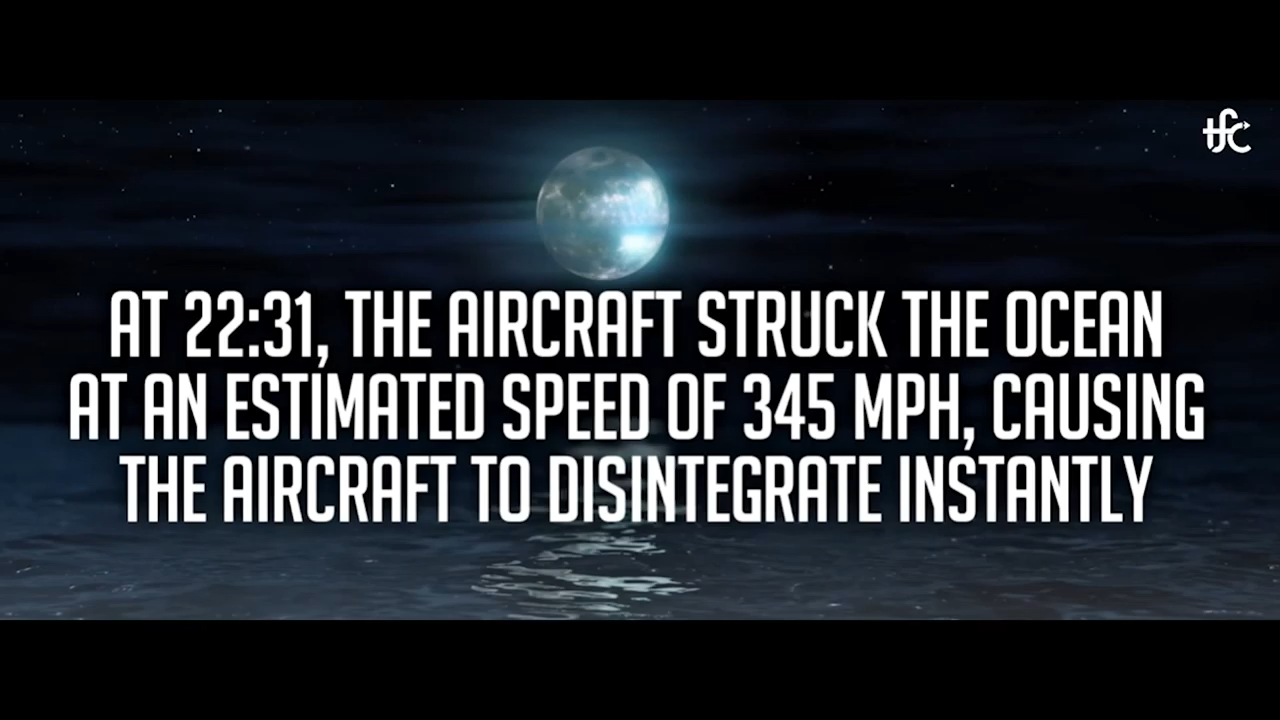 tfc
AT 22:31, THE AIRCRAFT STRUCK THE OCEAN
AT AN ESTIMATED SPEED OF 345 MPH, CAUSING
THE AIRCRAFT TO DISINTEGRATE INSTANTLY